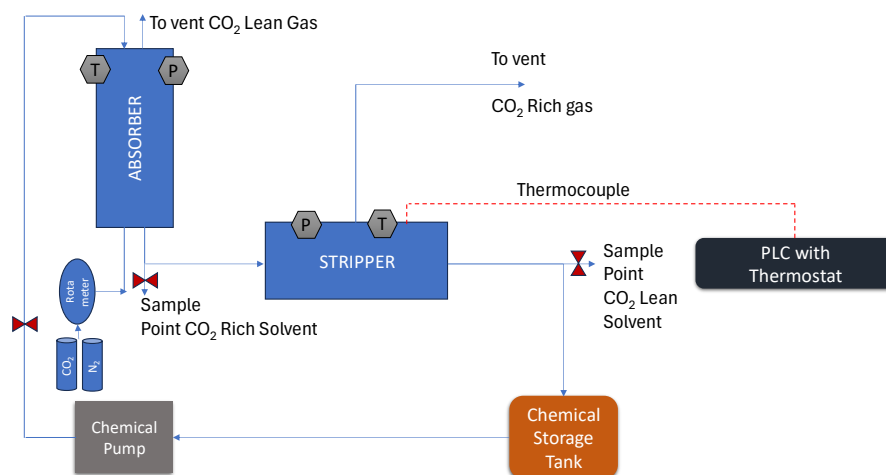 To vent CO₂ Lean Gas
T
P
ABSORBER
To vent
CO₂ Rich gas
Thermocouple
P
T
STRIPPER
PLC with
Thermostat
Sample
Point
CO₂ Lean
Solvent
Rota
meter
Sample
Point CO₂ Rich Solvent
CO₂
N₂
Chemical
Pump
Chemical
Storage
Tank